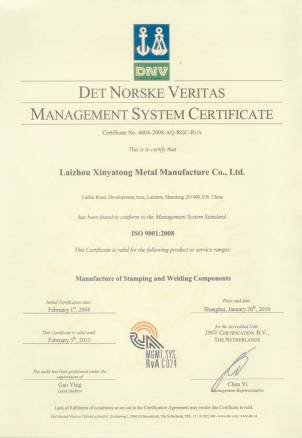 DNV
DET NORSKE VERITAS
MANAGEMENT SYSTEM CERTIFICATE
Certificate No. 0604-2008-AQ-RGC-RvA
This is to certify that
Laizhou Xinyatong Metal Manufacture Co., Ltd.
Road, Development Area, Laizhou, Shandong 261400, P.R. China
has been found to conform to the Management System Standard:
ISO 9001:2008
This Certificate is valid for the following product or service ranges:
Manufacture of Stamping and Welding Components
Initial Certification date:
February 1st, 2008
Place and date:
Shanghai, January 20th, 2010
This Certificate is valid until:
February 5th, 2013
for the Accredited Unit:
DNV CERTIFICATION B.V.,
THE NETHERLANDS
RvA
MGMT. SYS.
RvA C024
The audit has been performed under the
supervision of
Gao Ying
Lead Auditor
Chen Yi
Management Representative
Lack of fulfilment of conditions as set out in the Certification Agreement may render this Certificate invalid.